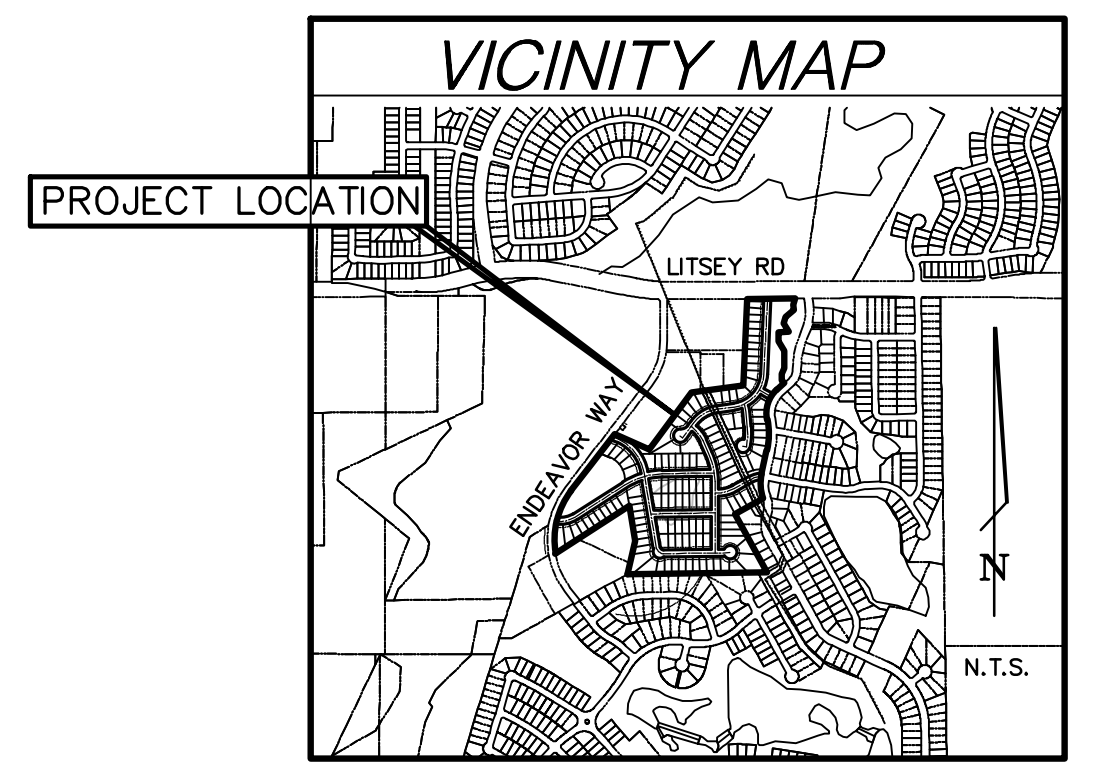 VICINITY MAP
PROJECT LOCATION
LITSEY RD
ENDEAVOR WAY
N
N.T.S.